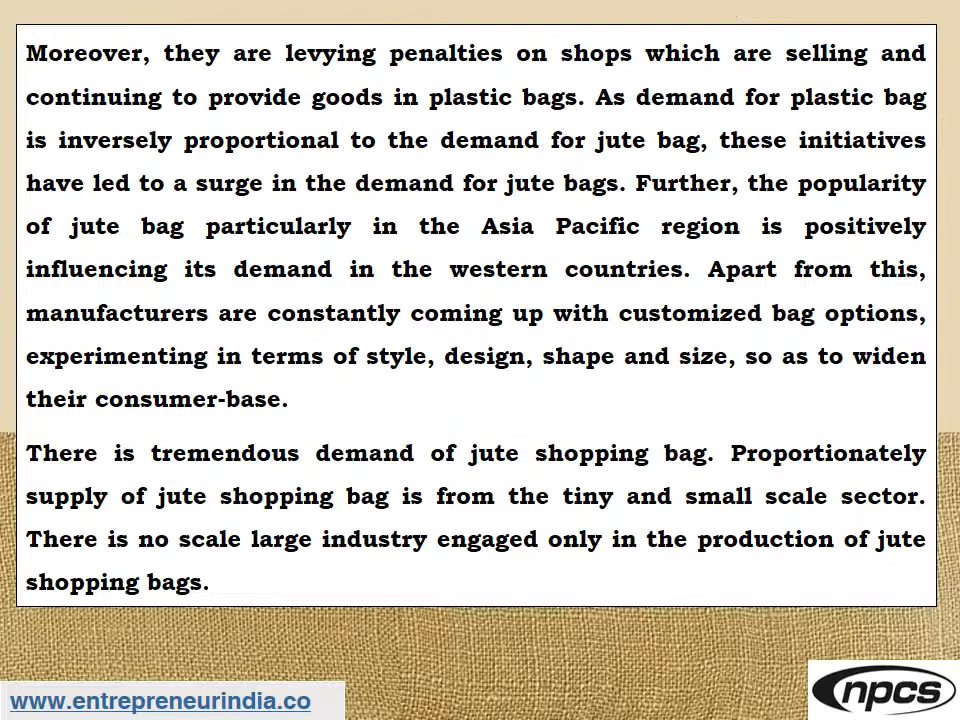 Moreover, they are levying penalties on shops which are selling and
continuing to provide goods in plastic bags. As demand for plastic bag
is inversely proportional to the demand for jute bag, these initiatives
have led to a surge in the demand for jute bags. Further, the popularity
of jute bag particularly in the Asia Pacific region is positively
influencing its demand in the western countries. Apart from this,
manufacturers are constantly coming up with customized bag options,
experimenting in terms of style, design, shape and size, so as to widen
their consumer-base.
There is tremendous demand of jute shopping bag. Proportionately
supply of jute shopping bag is from the tiny and small scale sector.
There is no scale large industry engaged only in the production of jute
shopping bags.
www.entrepreneurindia.co
npcs